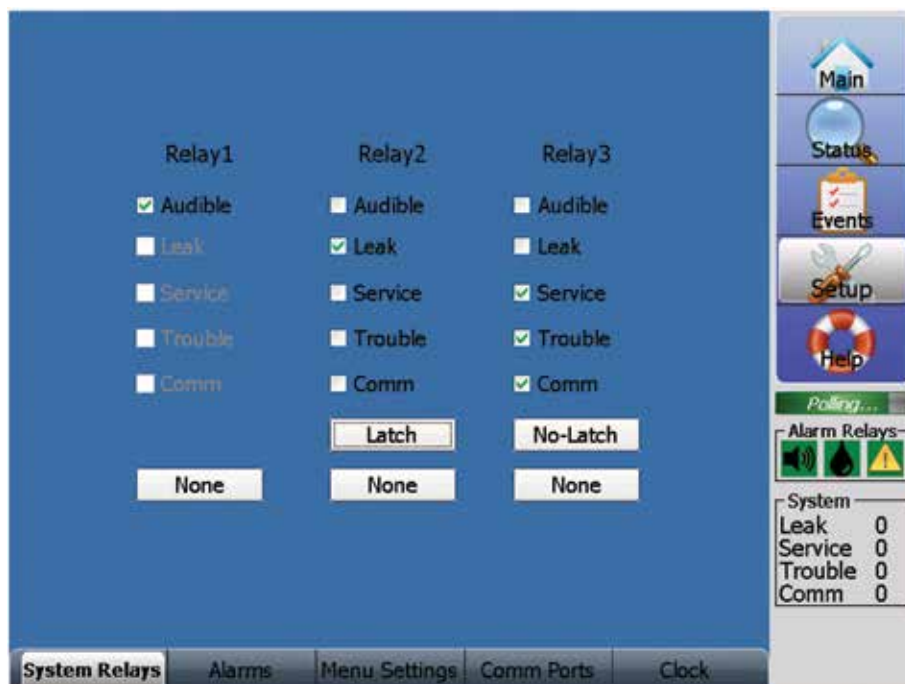 Relay1 Relay2 Relay3
Audible Audible Audible
Leak Leak Leak
Service Service Service
Trouble Trouble Trouble
Comm Comm Comm
Latch No-Latch
None None None
Main
Status
Events
Setup
Help
Polling...
Alarm Relays
System
Leak 0
Service 0
Trouble 0
Comm 0
System Relays Alarms Menu Settings Comm Ports Clock